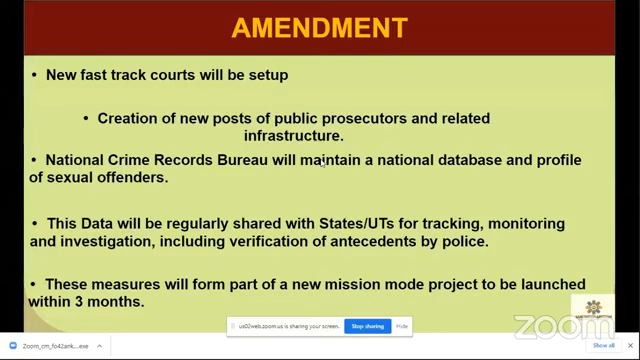 AMENDMENT
• New fast track courts will be setup
• Creation of new posts of public prosecutors and related
infrastructure.
• National Crime Records Bureau will maintain a national database and profile
of sexual offenders.
• This Data will be regularly shared with States/UTs for tracking, monitoring
and investigation, including verification of antecedents by police.
• These measures will form part of a new mission mode project to be launched
within 3 months.
zoom
us02web.zoom.us is sharing your screen. Stop sharing Hide
Zoom_cm_fo42ank....exe
Show all